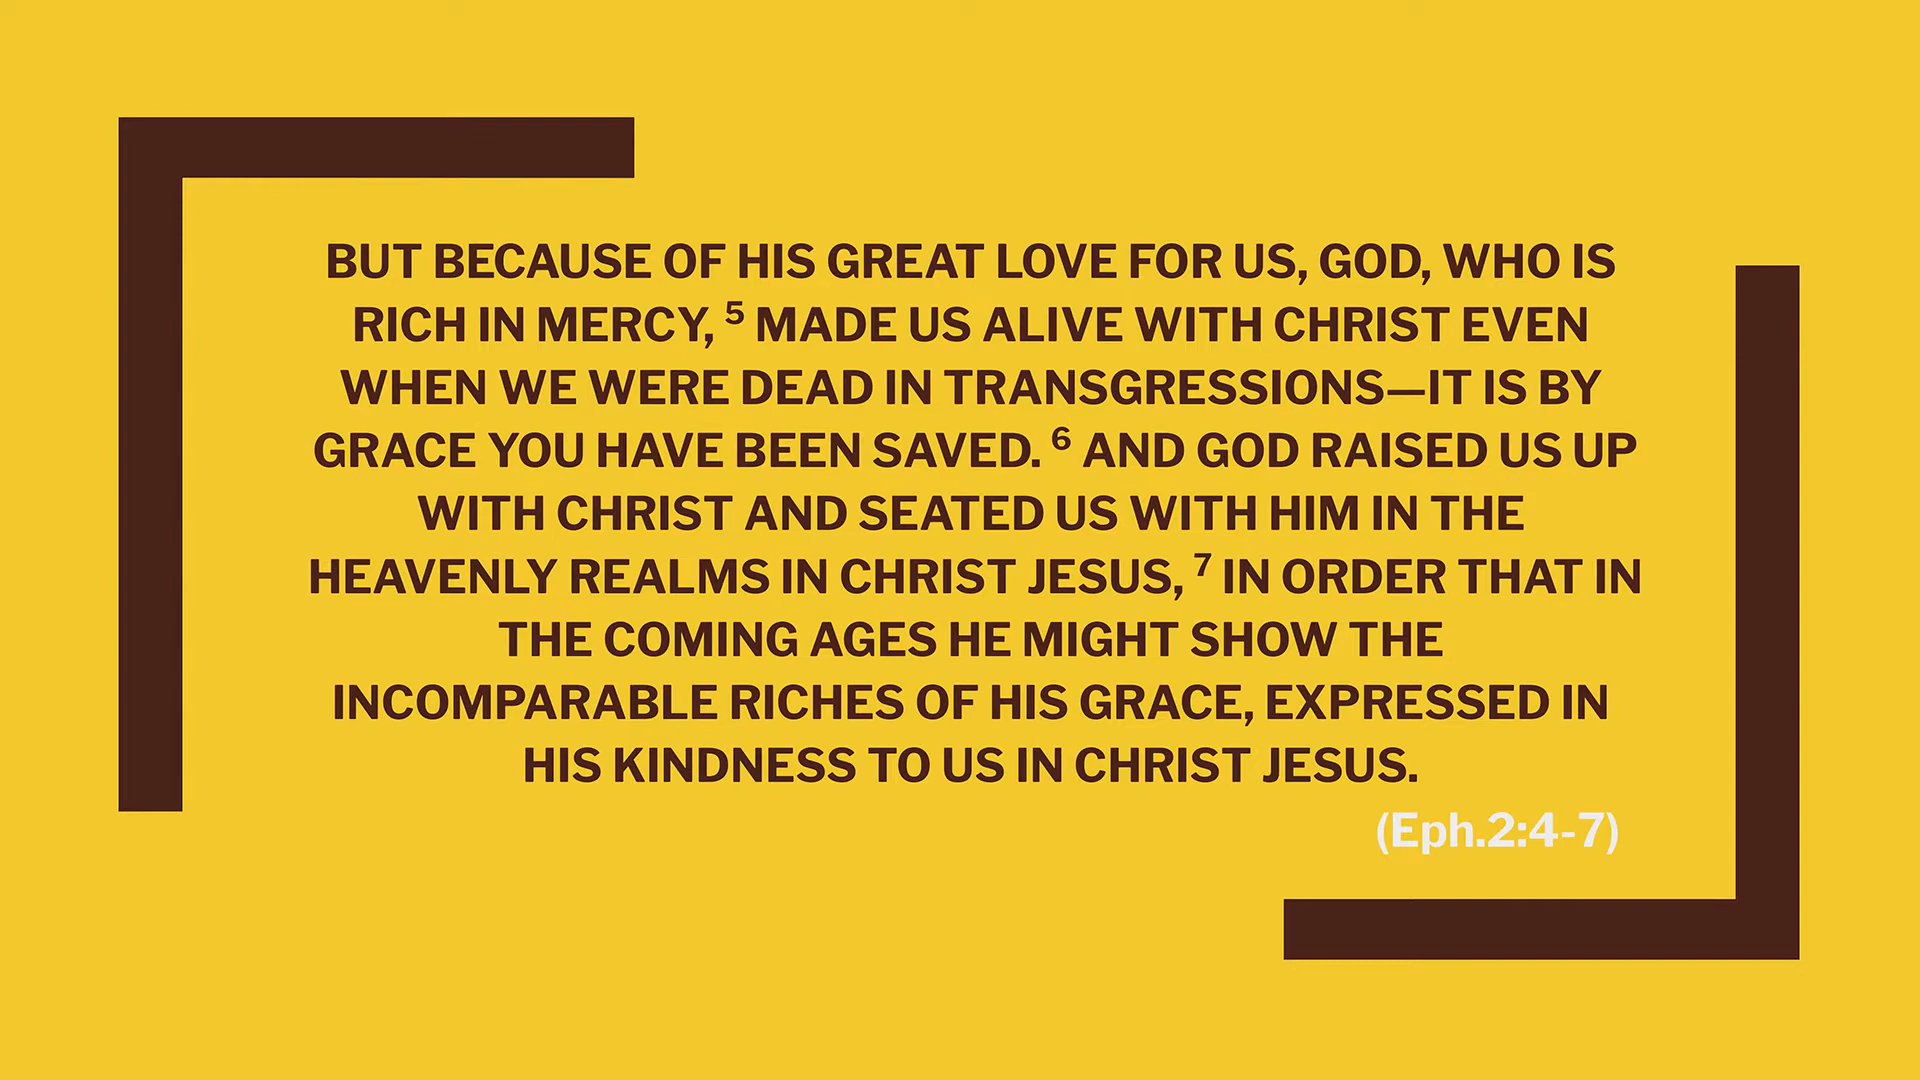 BUT BECAUSE OF HIS GREAT LOVE FOR US, GOD, WHO IS
RICH IN MERCY, ⁵ MADE US ALIVE WITH CHRIST EVEN
WHEN WE WERE DEAD IN TRANSGRESSIONS—IT IS BY
GRACE YOU HAVE BEEN SAVED. ⁶ AND GOD RAISED US UP
WITH CHRIST AND SEATED US WITH HIM IN THE
HEAVENLY REALMS IN CHRIST JESUS, ⁷ IN ORDER THAT IN
THE COMING AGES HE MIGHT SHOW THE
INCOMPARABLE RICHES OF HIS GRACE, EXPRESSED IN
HIS KINDNESS TO US IN CHRIST JESUS.
(Eph.2:4-7)